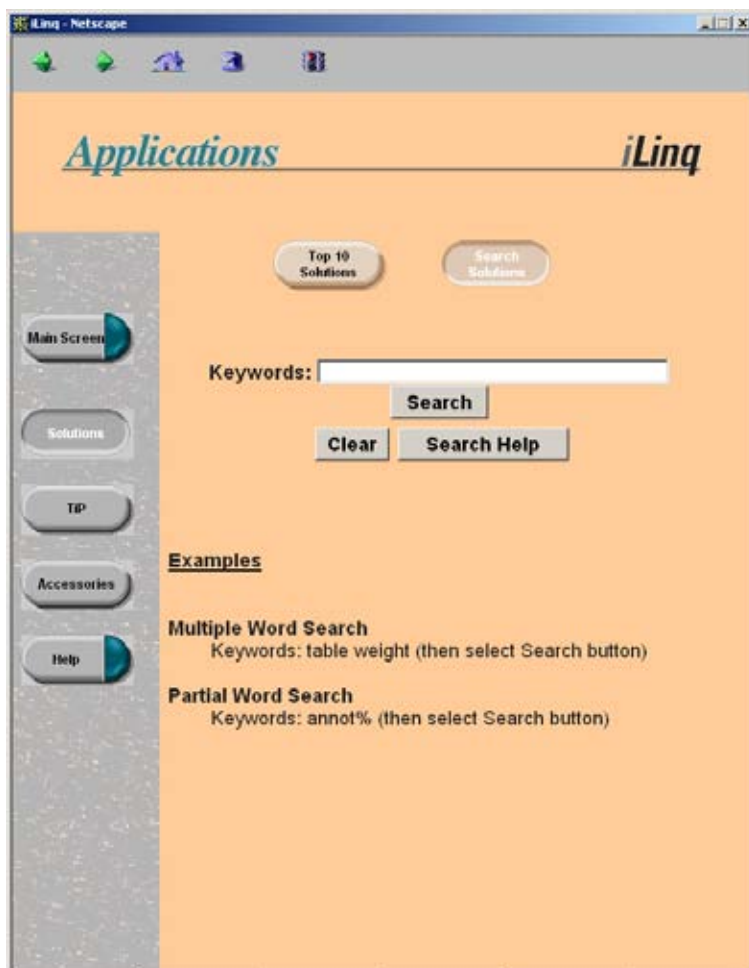 iLinq - Netscape
Applications
iLinq
Top 10
Solutions
Search
Solutions
Main Screen
Solutions
TiP
Accessories
Help
Keywords:
Search
Clear
Search Help
Examples
Multiple Word Search
Keywords: table weight (then select Search button)
Partial Word Search
Keywords: annot% (then select Search button)